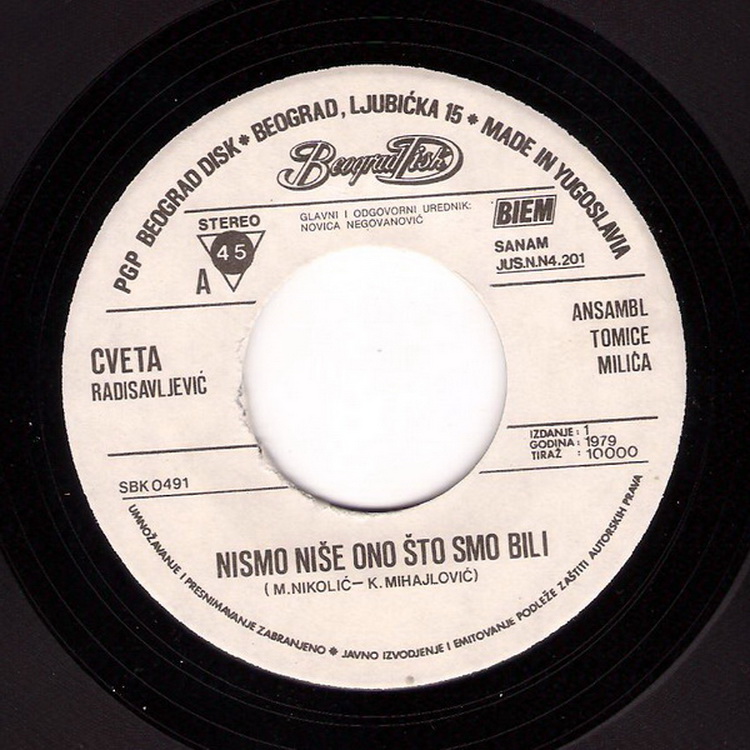 PGP BEOGRAD DISK * BEOGRAD, LJUBIĆKA 15 * MADE IN YUGOSLAVIA
Beograd Disk
STEREO
45
A
GLAVNI I ODGOVORNI UREDNIK:
NOVICA NEGOVANOVIĆ
BIEM
SANAM
JUS.N.N4.201
CVETA
RADISAVLJEVIĆ
ANSAMBL
TOMICE
MILIĆA
IZDANJE : 1
GODINA : 1979
TIRAŽ : 10000
SBK 0491
NISMO NIŠE ONO ŠTO SMO BILI
( M. NIKOLIĆ – K. MIHAJLOVIĆ)
UMNOŽAVANJE I PRESNIMAVANJE ZABRANJENO * JAVNO IZVODJENJE I EMITOVANJE PODLEŽE ZAŠTITI AUTORSKIH PRAVA